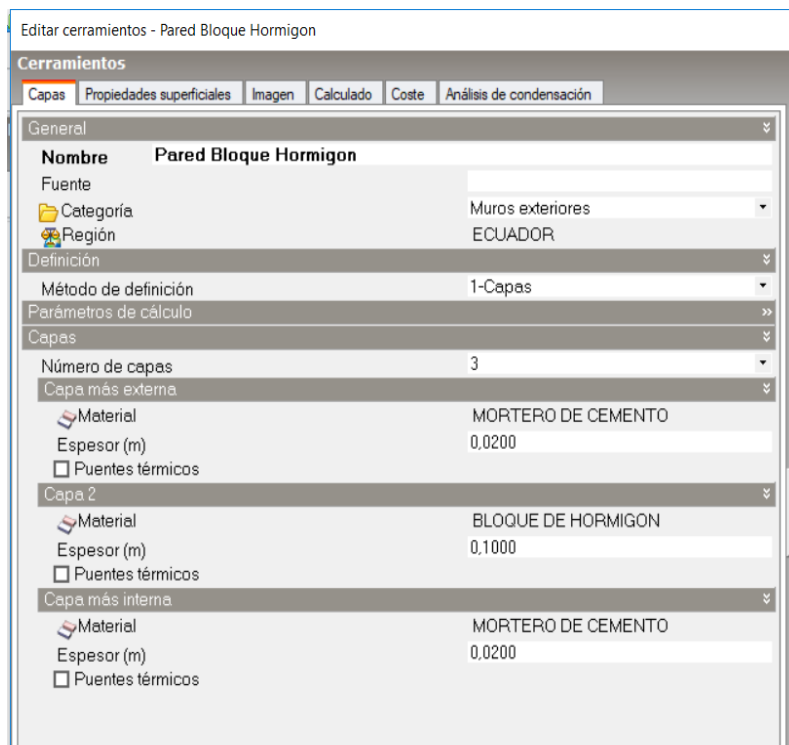 Editar cerramientos - Pared Bloque Hormigon
Cerramientos
Capas Propiedades superficiales Imagen Calculado Coste Análisis de condensación
General
Nombre Pared Bloque Hormigon
Fuente
Categoría Muros exteriores
Región ECUADOR
Definición
Método de definición 1-Capas
Parámetros de cálculo
Capas
Número de capas 3
Capa más externa
Material MORTERO DE CEMENTO
Espesor (m) 0,0200
Puentes térmicos
Capa 2
Material BLOQUE DE HORMIGON
Espesor (m) 0,1000
Puentes térmicos
Capa más interna
Material MORTERO DE CEMENTO
Espesor (m) 0,0200
Puentes térmicos